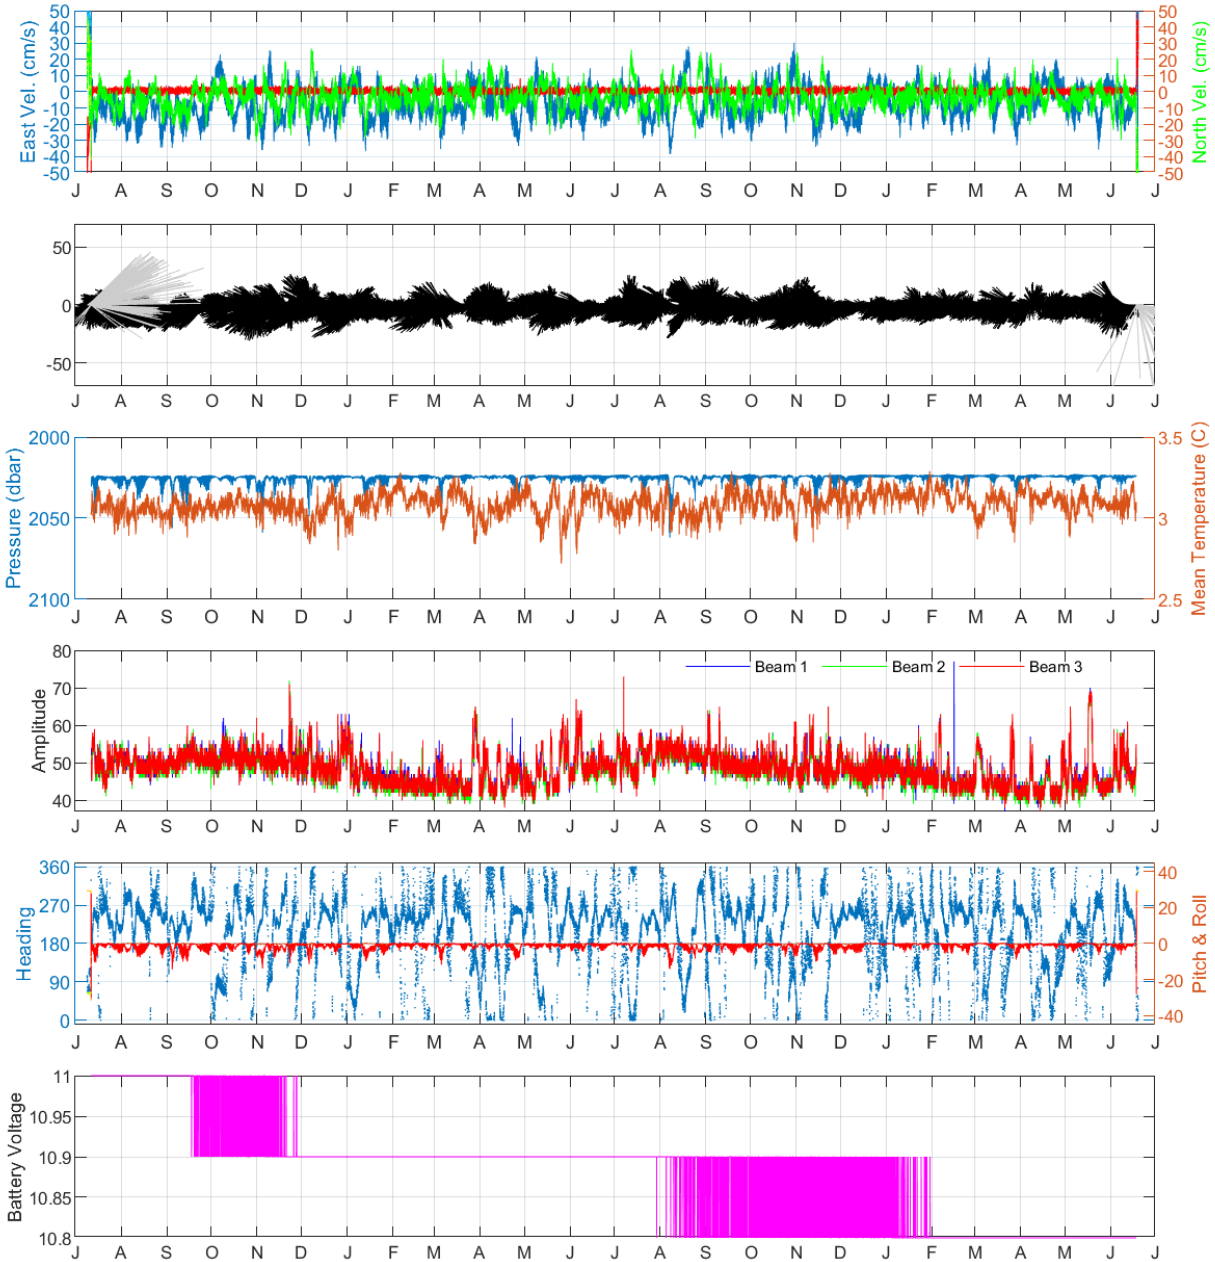 50 50
40 40
30 30
20 20
10 10
0 0
-10 -10
-20 -20
-30 -30
-40 -40
-50 -50
East Vel. (cm/s)
North Vel. (cm/s)
J A S O N D J F M A M J J A S O N D J F M A M J J
50
0
-50
J A S O N D J F M A M J J A S O N D J F M A M J J
2000 3.5
2050 3
2100 2.5
Pressure (dbar)
Mean Temperature (C)
J A S O N D J F M A M J J A S O N D J F M A M J J
80
70
60
50
40
Amplitude
Beam 1 Beam 2 Beam 3
J A S O N D J F M A M J J A S O N D J F M A M J J
360 40
270 20
180 0
90 -20
0 -40
Heading
Pitch & Roll
J A S O N D J F M A M J J A S O N D J F M A M J J
11
10.95
10.9
10.85
10.8
Battery Voltage
J A S O N D J F M A M J J A S O N D J F M A M J J